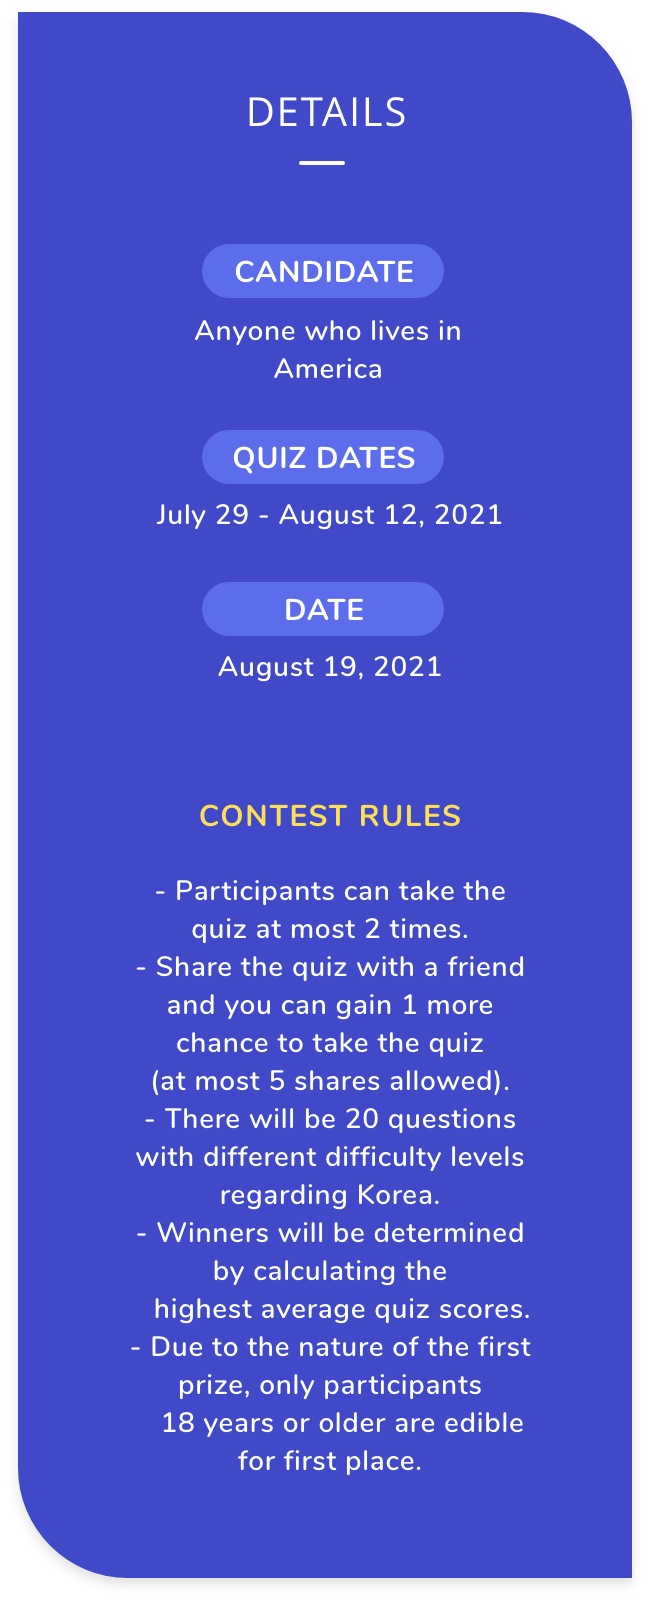 DETAILS
CANDIDATE
Anyone who lives in
America
QUIZ DATES
July 29 - August 12, 2021
DATE
August 19, 2021
CONTEST RULES
- Participants can take the
quiz at most 2 times.
- Share the quiz with a friend
and you can gain 1 more
chance to take the quiz
(at most 5 shares allowed).
- There will be 20 questions
with different difficulty levels
regarding Korea.
- Winners will be determined
by calculating the
highest average quiz scores.
- Due to the nature of the first
prize, only participants
18 years or older are edible
for first place.